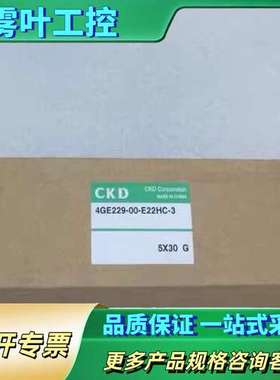 雾叶工控
CKD
CKD Corporation
MADE IN CHINA
4GE229-00-E22HC-3
5X30 G
开专票
品质保证 一站式采
更多产品规格咨询客